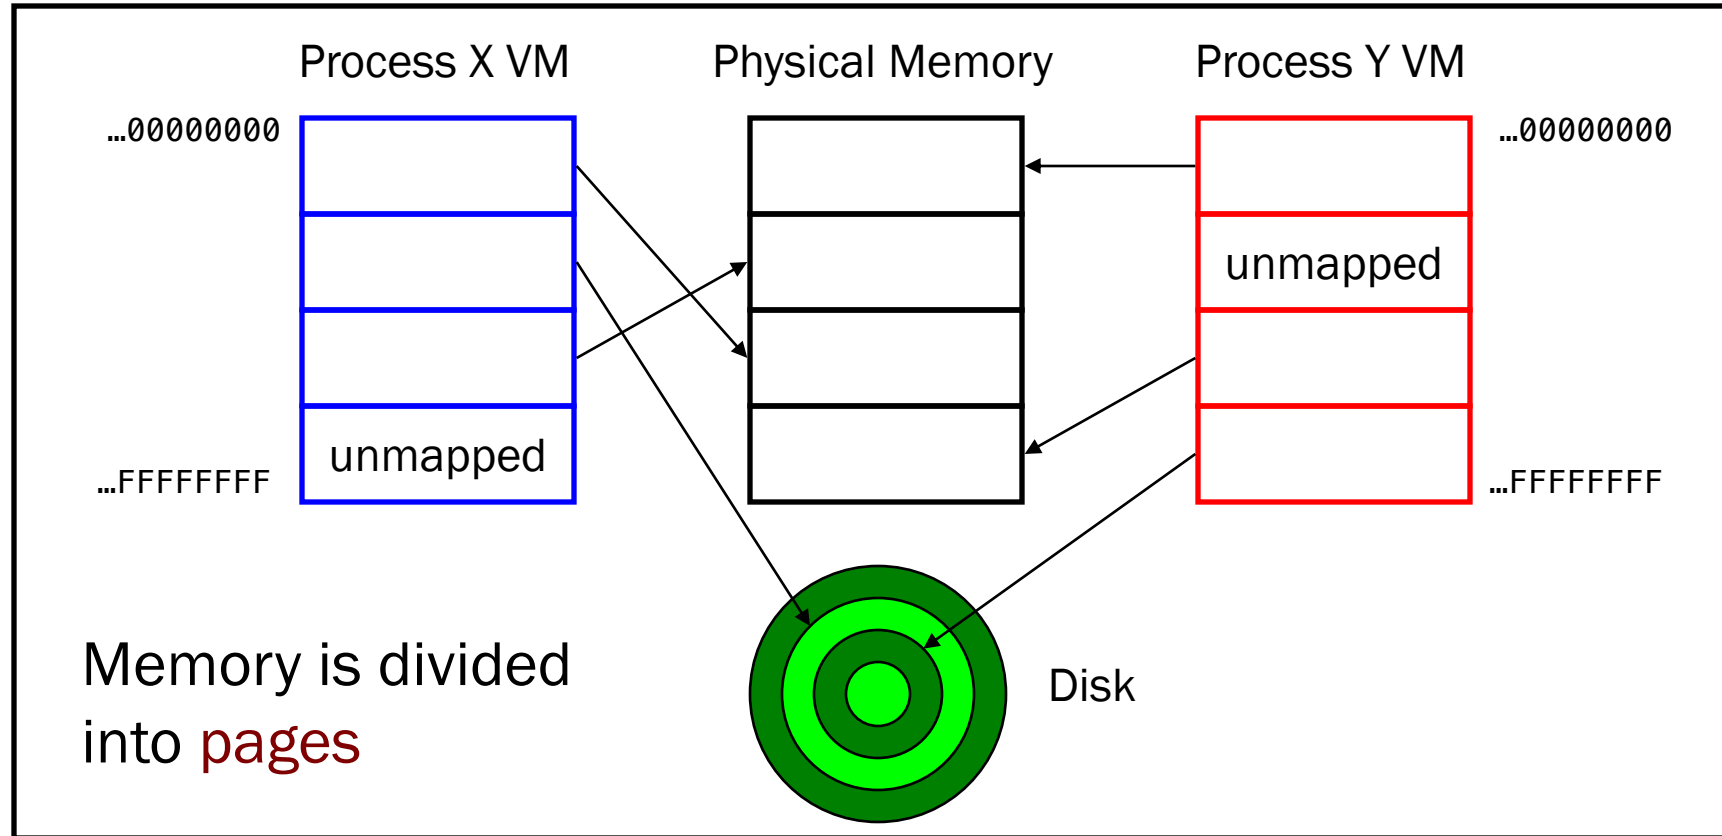 Process X VM
Physical Memory
Process Y VM
…00000000
…00000000
unmapped
unmapped
…FFFFFFFF
…FFFFFFFF
Memory is divided
into pages
Disk